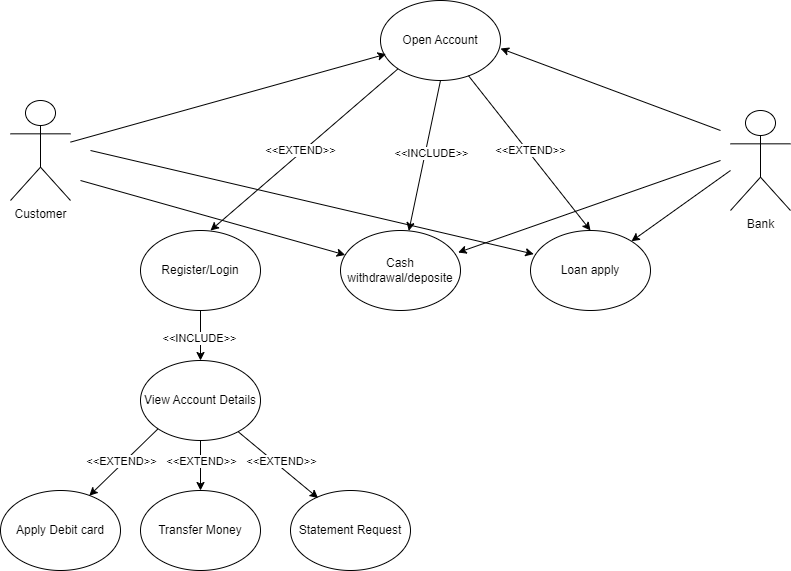 Open Account
<<EXTEND>>
<<INCLUDE>>
<<EXTEND>>
Customer
Bank
Register/Login
Cash
withdrawal/deposite
Loan apply
<<INCLUDE>>
View Account Details
<<EXTEND>>
<<EXTEND>>
<<EXTEND>>
Apply Debit card
Transfer Money
Statement Request